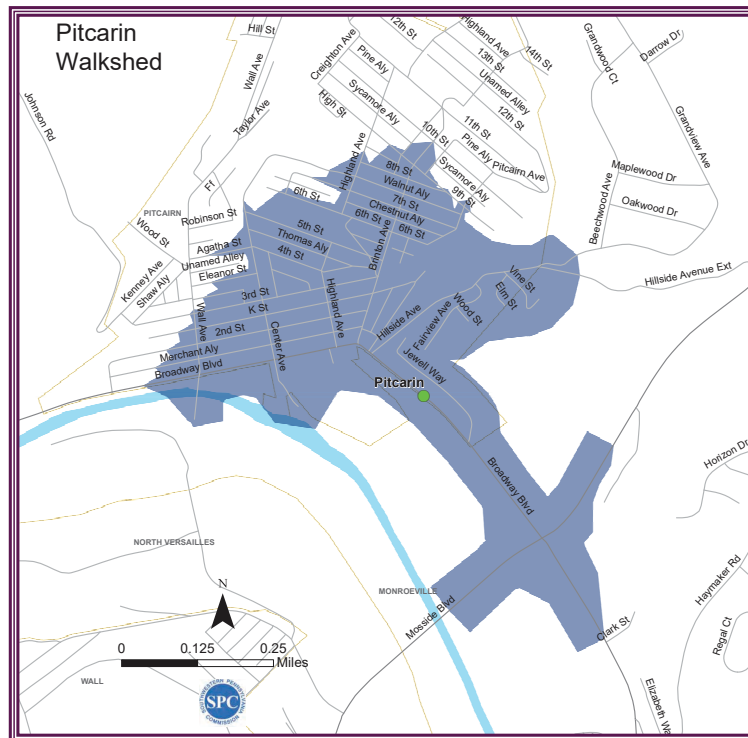 Pitcarin
Walkshed
Hill St
Wall Ave
Taylor Ave
Johnson Rd
Creighton Ave
12th St
Highland Ave
13th St
14th St
Pine Aly
Unamed Alley
12th St
Sycamore Aly
High St
11th St
10th St
Pine Aly
Pitcairn Ave
Sycamore Aly
9th St
Grandwood Ct
Darrow Dr
Grandview Ave
Maplewood Dr
Oakwood Dr
Beechwood Ave
Hillside Avenue Ext
Highland Ave
8th St
Walnut Aly
7th St
Chestnut Aly
6th St
6th St
6th St
Ff
PITCAIRN
Robinson St
Wood St
5th St
Thomas Aly
4th St
Brinton Ave
Agatha St
Unamed Alley
Eleanor St
Kenney Ave
Shaw Aly
3rd St
K St
2nd St
Wall Ave
Center Ave
Highland Ave
Hillside Ave
Fairview Ave
Wood St
Elm St
Vine St
Merchant Aly
Broadway Blvd
Jewell Way
Pitcarin
Broadway Blvd
Horizon Dr
NORTH VERSAILLES
MONROEVILLE
Mosside Blvd
Clark St
Haymaker Rd
Regal Ct
Elizabeth Wa
WALL
N
0
0.125
0.25
Miles
SOUTHWESTERN PENNSYLVANIA
SPC
COMMISSION